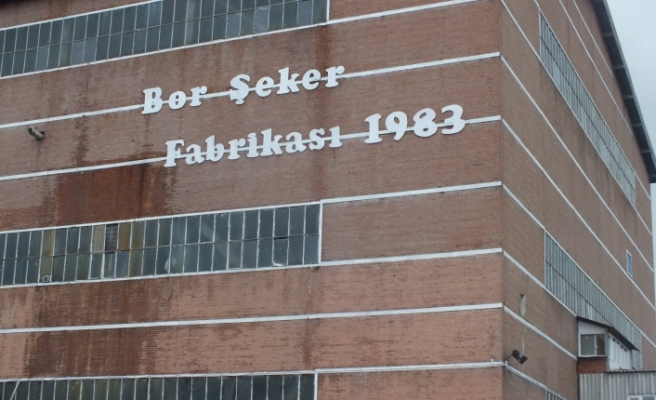 Bor Şeker
Fabrikası 1983